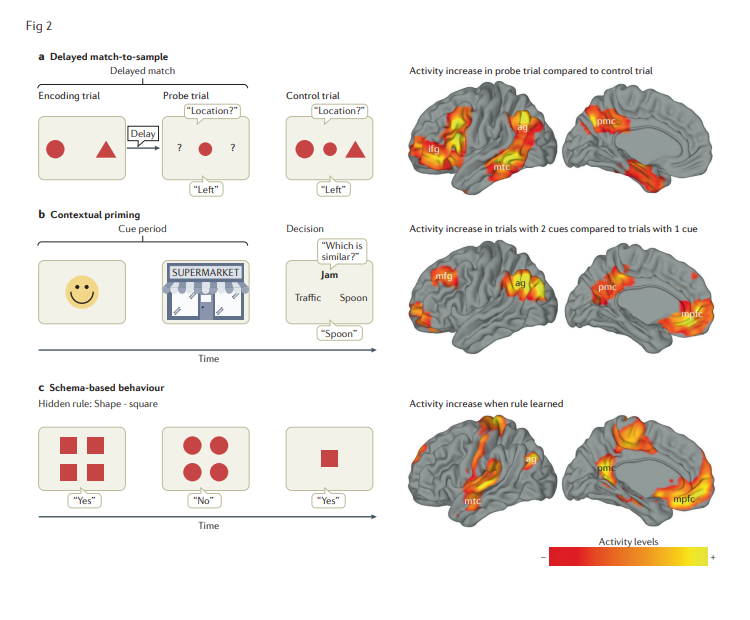 Fig 2
a Delayed match-to-sample
Delayed match
Encoding trial
Probe trial
Control trial
"Location?"
"Location?"
Delay
?
?
"Left"
"Left"
Activity increase in probe trial compared to control trial
ifg
ag
mtc
pmc
b Contextual priming
Cue period
Decision
SUPERMARKET
"Which is
similar?"
Jam
Traffic
Spoon
"Spoon"
Time
Activity increase in trials with 2 cues compared to trials with 1 cue
mfg
ag
pmc
mpfc
c Schema-based behaviour
Hidden rule: Shape - square
"Yes"
"No"
"Yes"
Time
Activity increase when rule learned
ag
mtc
pmc
mpfc
Activity levels
–
+